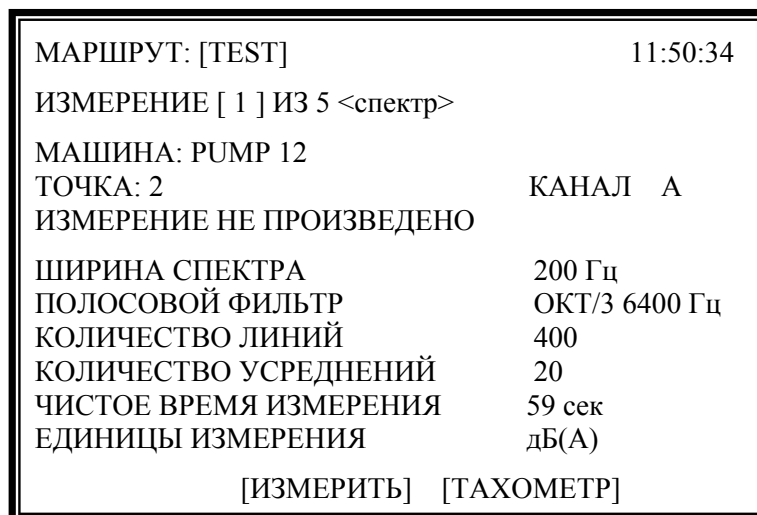 МАРШРУТ: [TEST] 11:50:34
ИЗМЕРЕНИЕ [ 1 ] ИЗ 5 <спектр>
МАШИНА: PUMP 12
ТОЧКА: 2 КАНАЛ А
ИЗМЕРЕНИЕ НЕ ПРОИЗВЕДЕНО
ШИРИНА СПЕКТРА 200 Гц
ПОЛОСОВОЙ ФИЛЬТР ОКТ/3 6400 Гц
КОЛИЧЕСТВО ЛИНИЙ 400
КОЛИЧЕСТВО УСРЕДНЕНИЙ 20
ЧИСТОЕ ВРЕМЯ ИЗМЕРЕНИЯ 59 сек
ЕДИНИЦЫ ИЗМЕРЕНИЯ дБ(А)
[ИЗМЕРИТЬ] [ТАХОМЕТР]